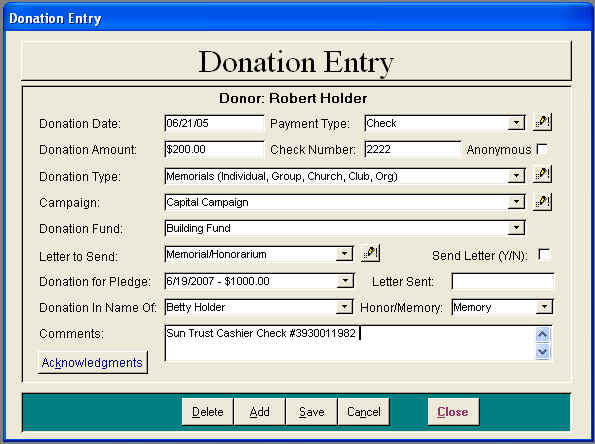 Donation Entry
Donation Entry
Donor: Robert Holder
Donation Date: 06/21/05 Payment Type: Check
Donation Amount: $200.00 Check Number: 2222 Anonymous
Donation Type: Memorials (Individual, Group, Church, Club, Org)
Campaign: Capital Campaign
Donation Fund: Building Fund
Letter to Send: Memorial/Honorarium Send Letter (Y/N):
Donation for Pledge: 6/19/2007 - $1000.00 Letter Sent:
Donation In Name Of: Betty Holder Honor/Memory: Memory
Comments: Sun Trust Cashier Check #3930011982
Acknowledgments
Delete Add Save Cancel Close